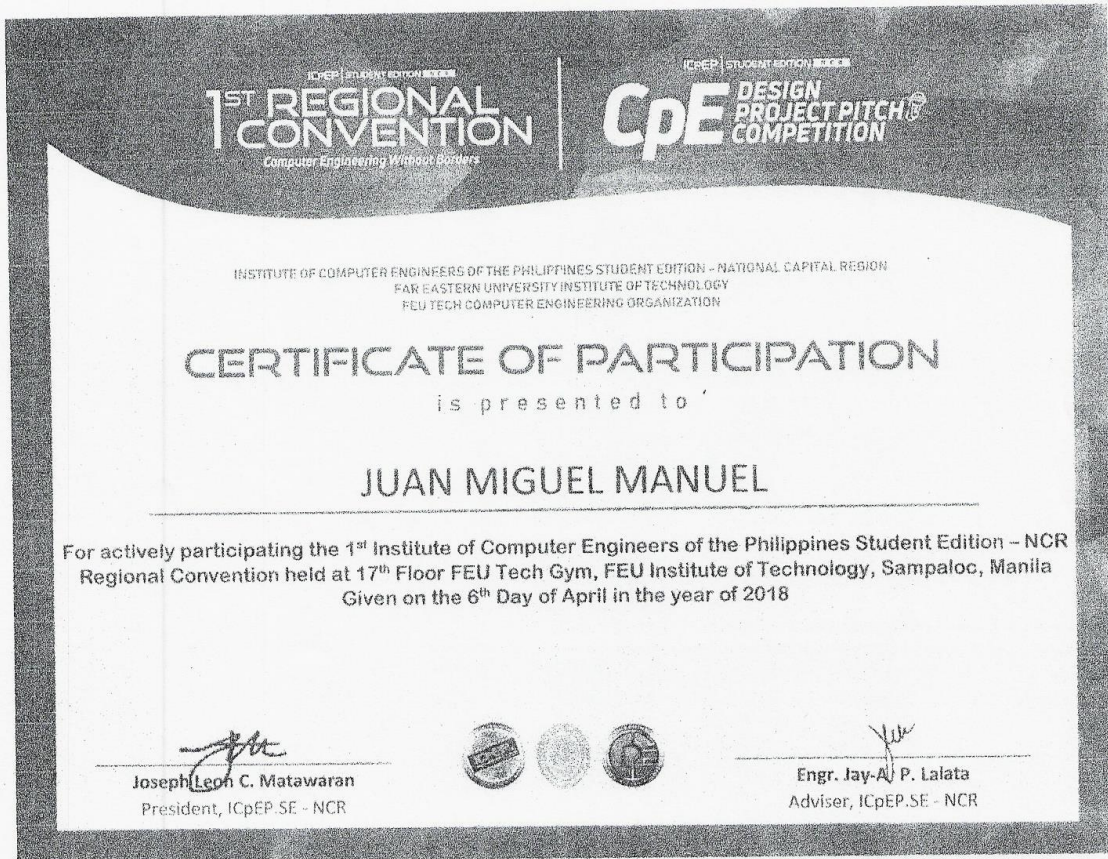 ICpEP STUDENT EDITION NCR
1ST REGIONAL CONVENTION
Computer Engineering Without Borders
ICpEP STUDENT EDITION NCR
CpE DESIGN PROJECT PITCH COMPETITION
INSTITUTE OF COMPUTER ENGINEERS OF THE PHILIPPINES STUDENT EDITION – NATIONAL CAPITAL REGION
FAR EASTERN UNIVERSITY INSTITUTE OF TECHNOLOGY
FEU TECH COMPUTER ENGINEERING ORGANIZATION
CERTIFICATE OF PARTICIPATION
is presented to
JUAN MIGUEL MANUEL
For actively participating the 1st Institute of Computer Engineers of the Philippines Student Edition – NCR
Regional Convention held at 17th Floor FEU Tech Gym, FEU Institute of Technology, Sampaloc, Manila
Given on the 6th Day of April in the year of 2018
Joseph Leon C. Matawaran
President, ICpEP.SE - NCR
Engr. Jay-Ar P. Lalata
Adviser, ICpEP.SE - NCR